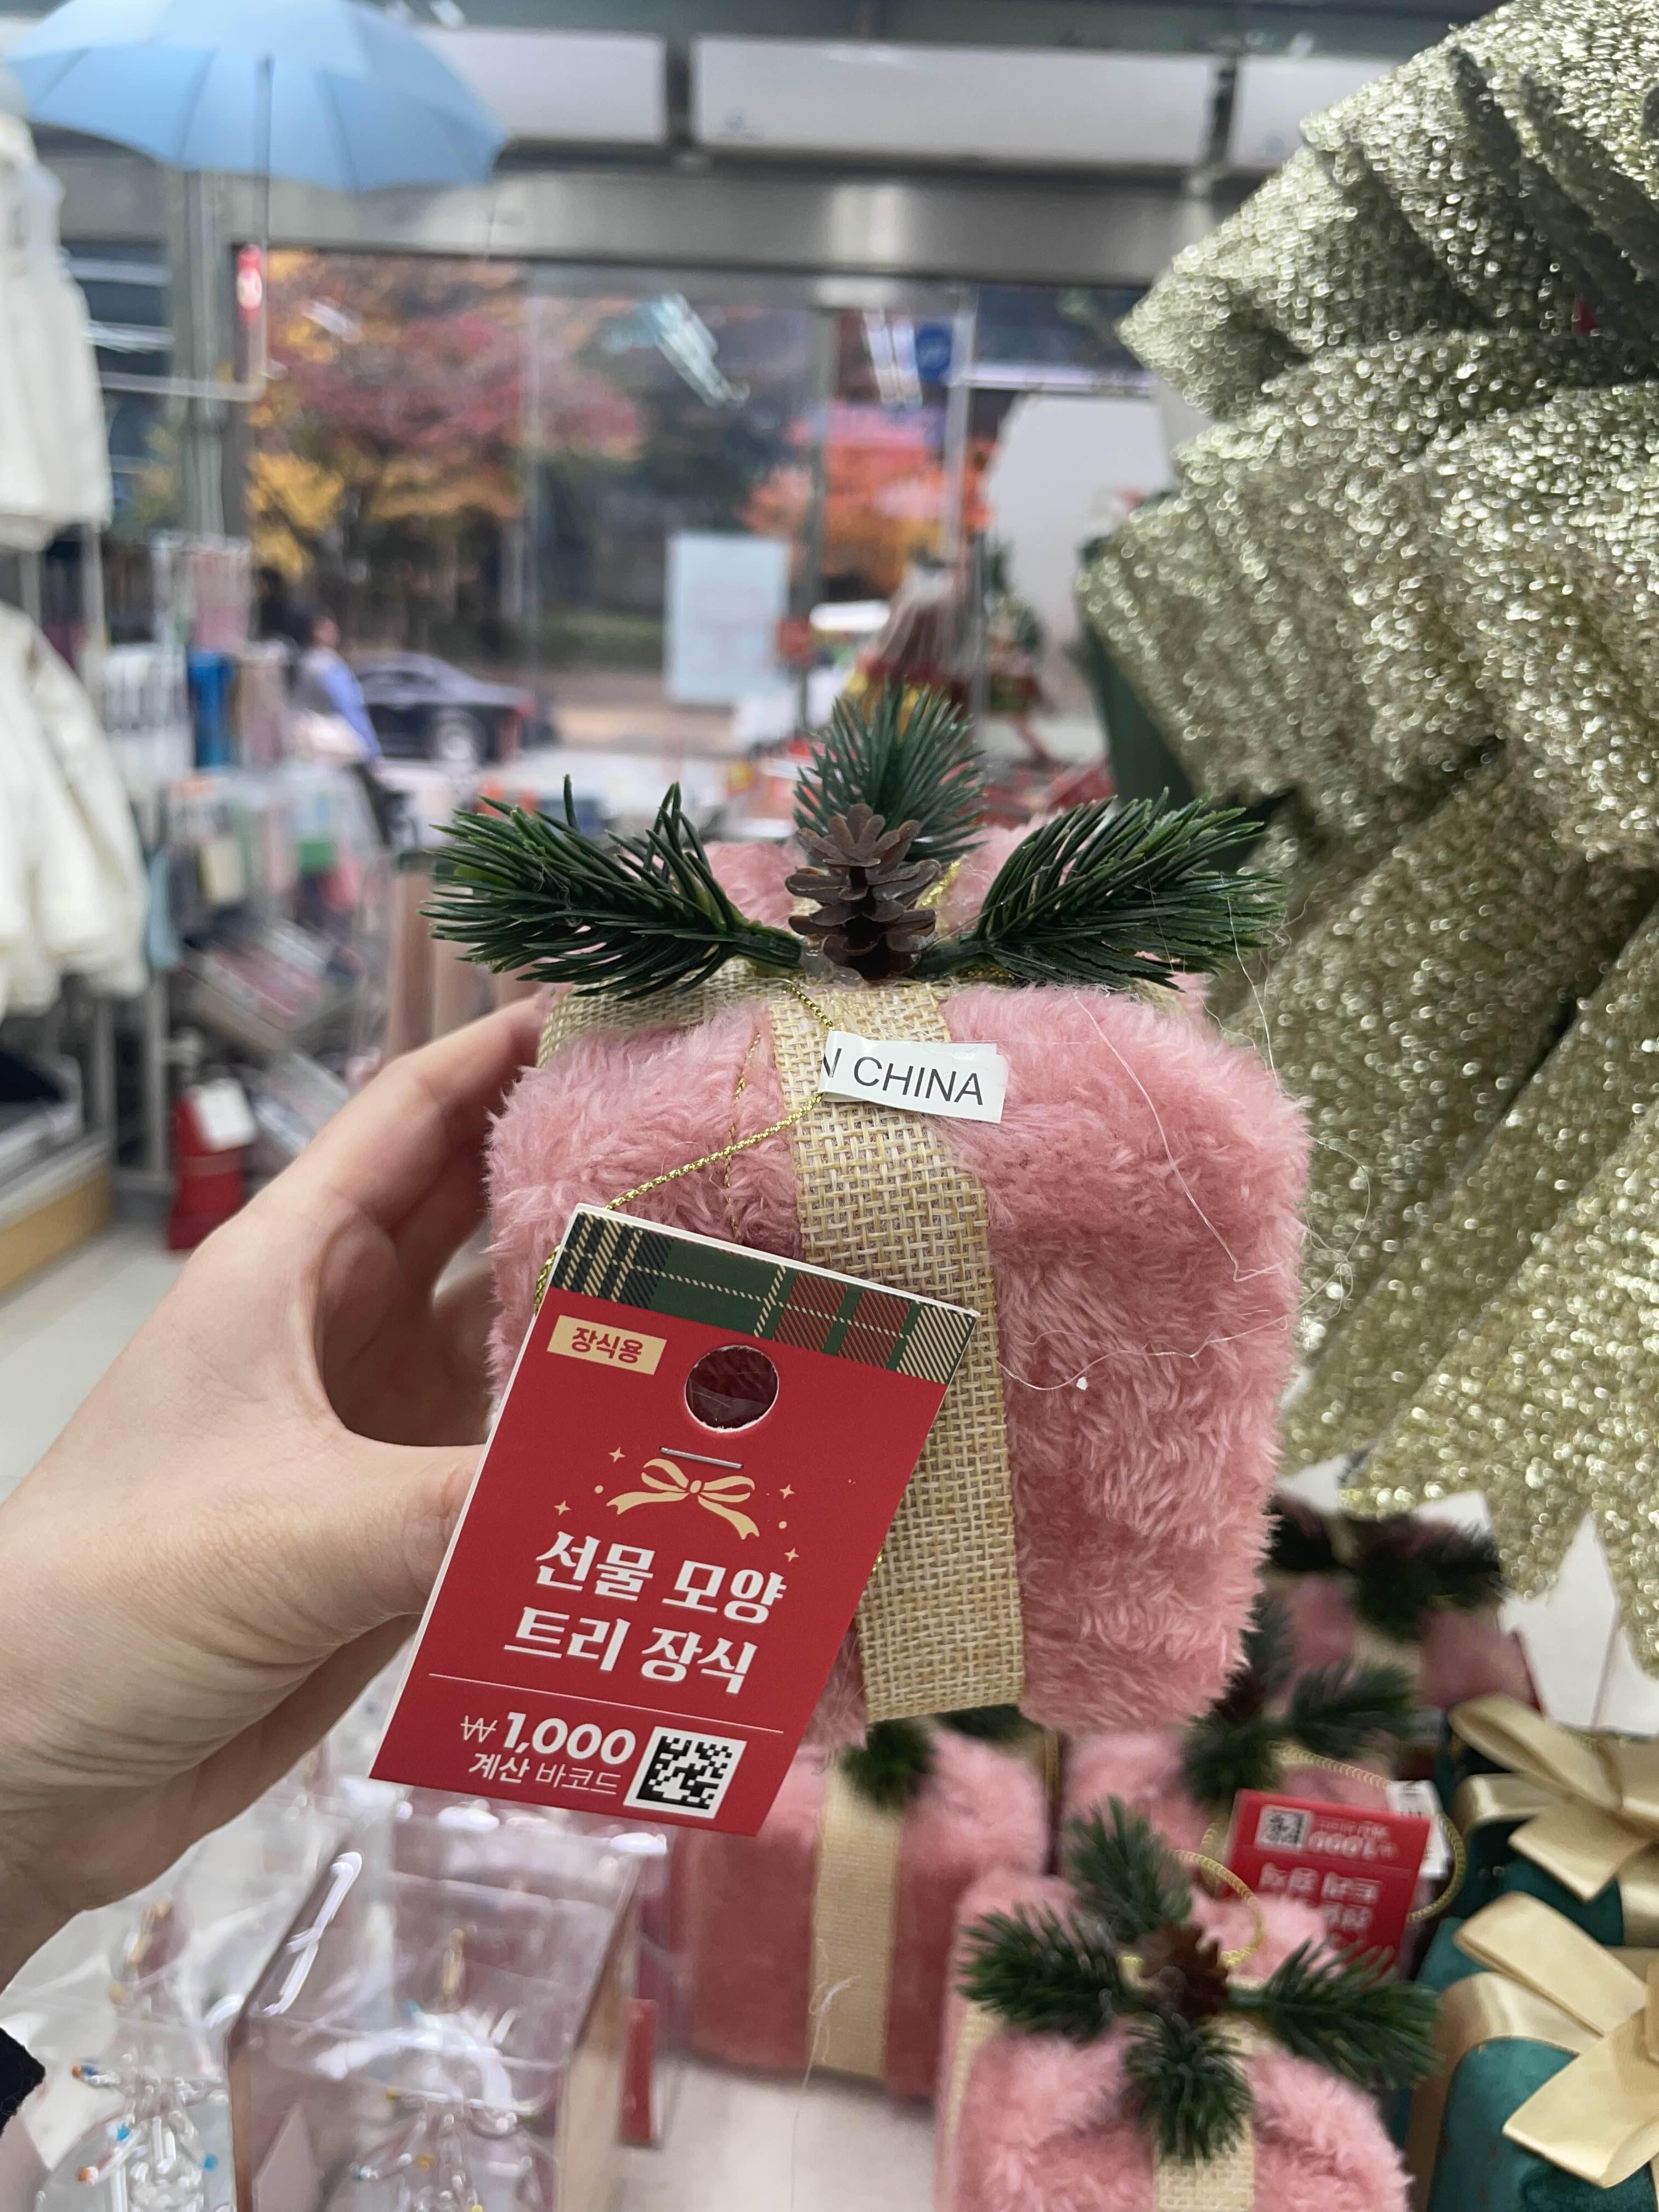 N CHINA
장식용
선물 모양
트리 장식
₩1,000
계산 바코드